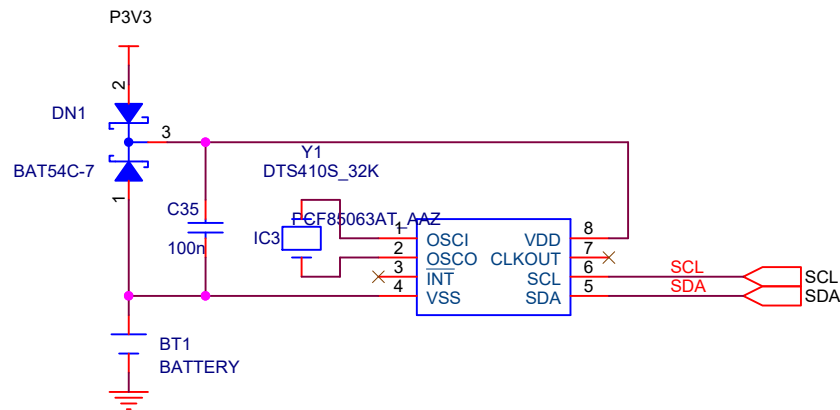 P3V3
2
DN1
3
BAT54C-7
1
Y1
DTS410S_32K
C35
100n
IC3
PCF85063AT_AAZ
1
OSCI
VDD
8
2
OSCO
CLKOUT
7
3
INT
SCL
6
SCL
SCL
4
VSS
SDA
5
SDA
SDA
BT1
BATTERY